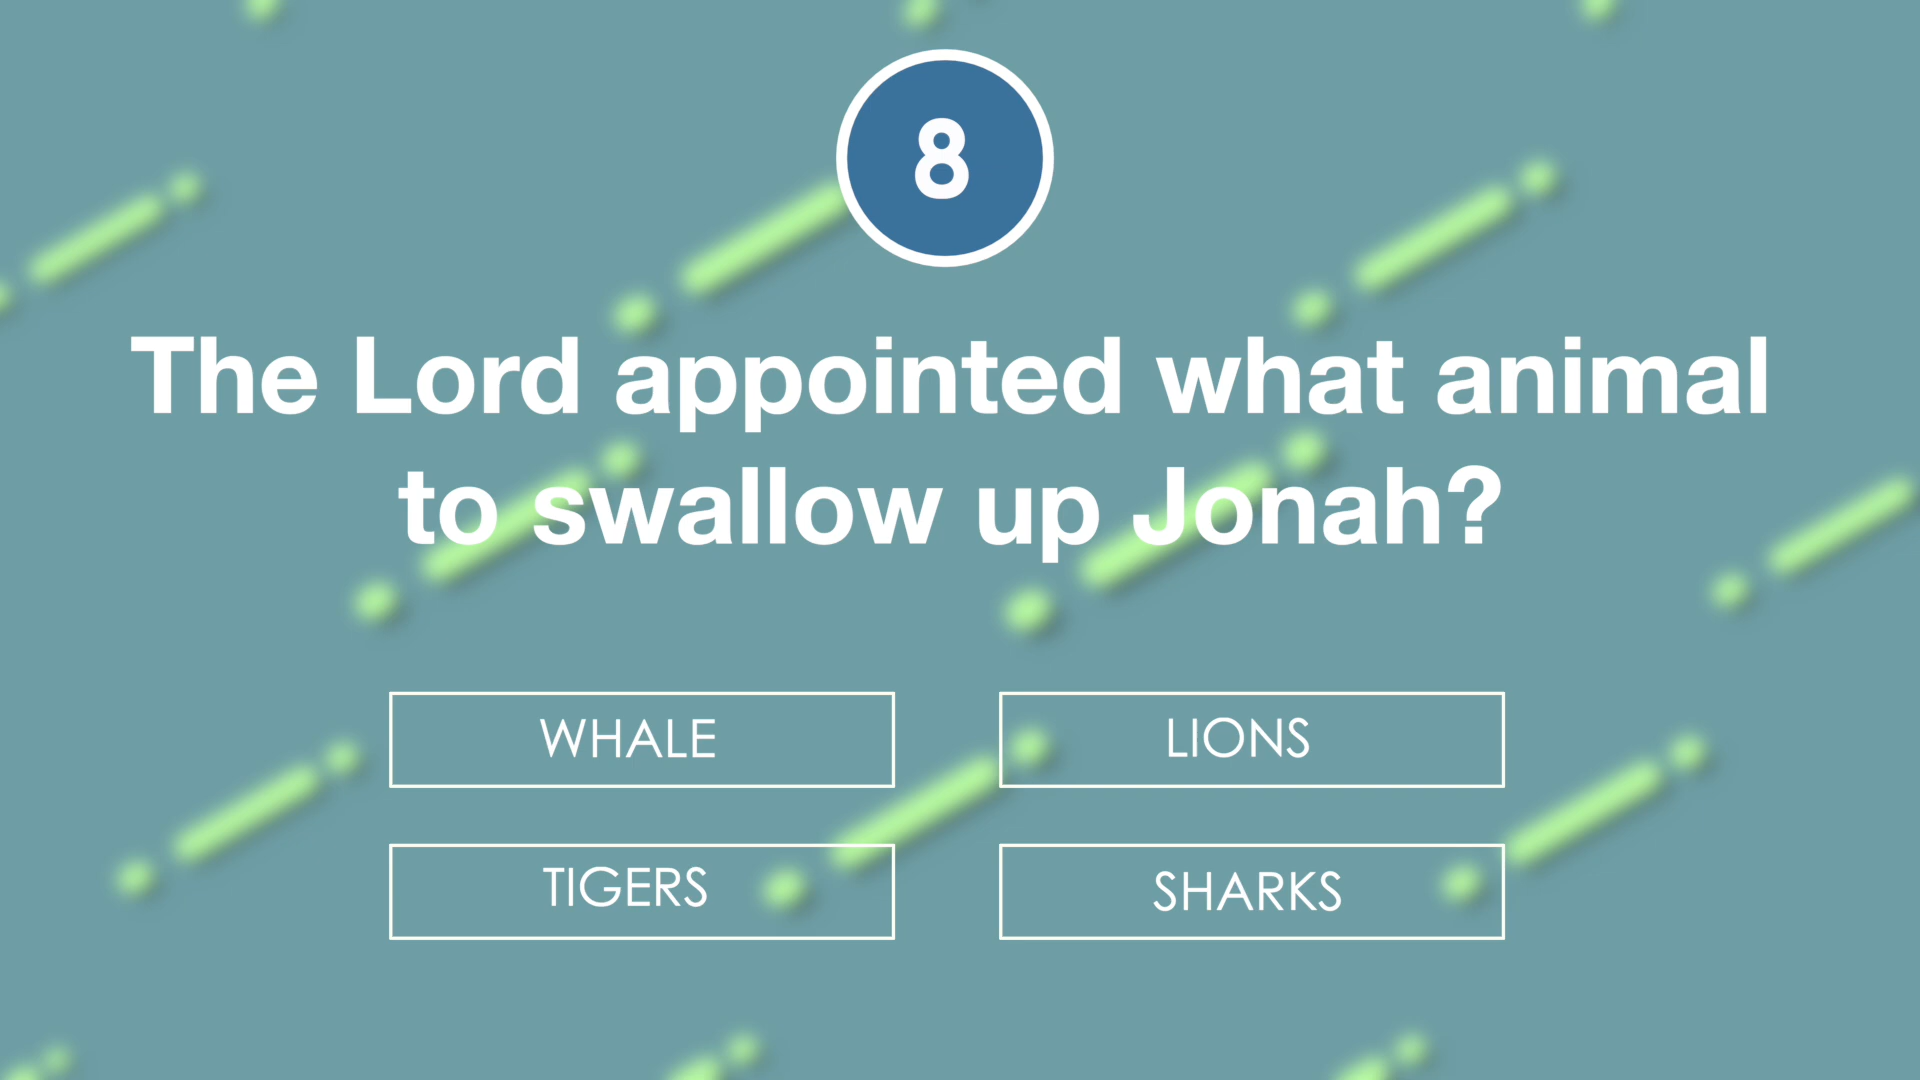 8
The Lord appointed what animal
to swallow up Jonah?
WHALE
LIONS
TIGERS
SHARKS